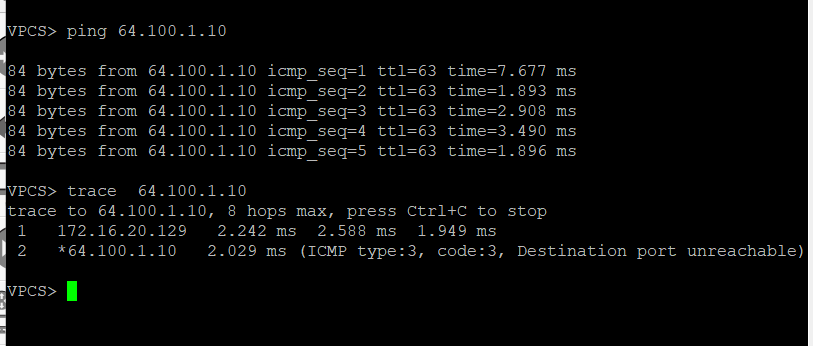 VPCS> ping 64.100.1.10
84 bytes from 64.100.1.10 icmp_seq=1 ttl=63 time=7.677 ms
84 bytes from 64.100.1.10 icmp_seq=2 ttl=63 time=1.893 ms
84 bytes from 64.100.1.10 icmp_seq=3 ttl=63 time=2.908 ms
84 bytes from 64.100.1.10 icmp_seq=4 ttl=63 time=3.490 ms
84 bytes from 64.100.1.10 icmp_seq=5 ttl=63 time=1.896 ms
VPCS> trace  64.100.1.10
trace to 64.100.1.10, 8 hops max, press Ctrl+C to stop
 1   172.16.20.129   2.242 ms  2.588 ms  1.949 ms
 2   *64.100.1.10   2.029 ms (ICMP type:3, code:3, Destination port unreachable)
VPCS>